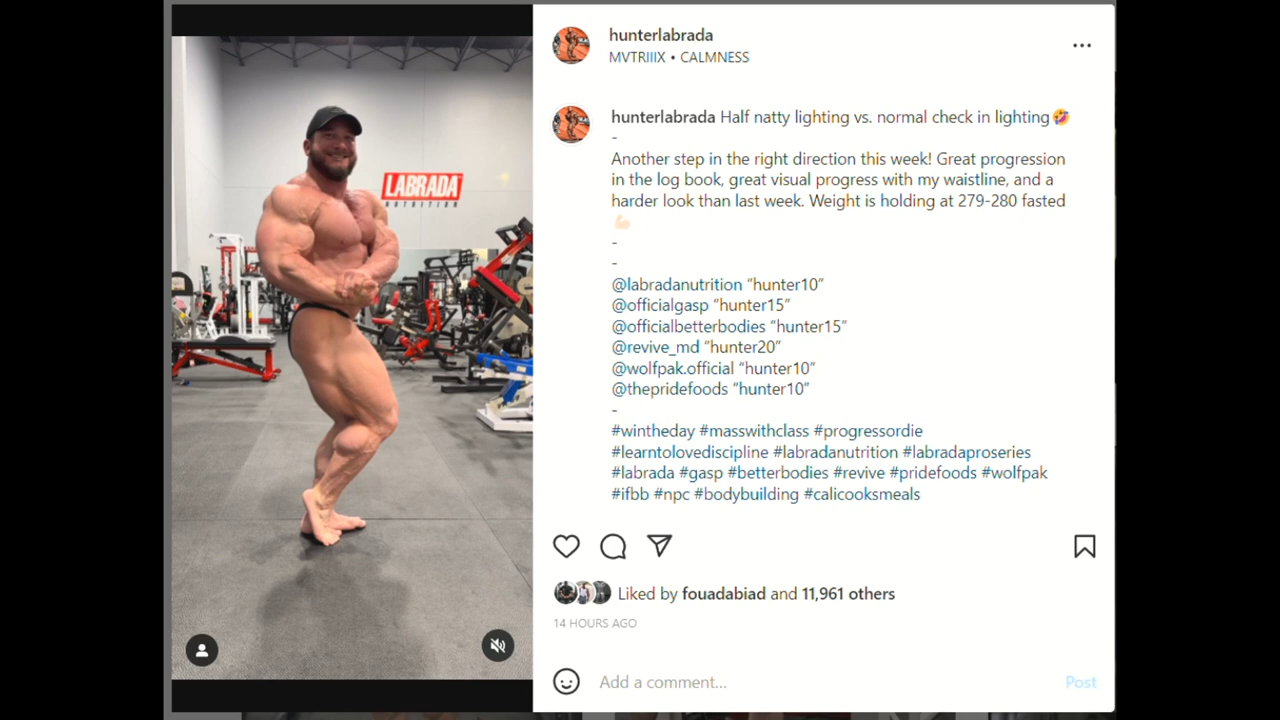 LABRADA
NUTRITION
hunterlabrada
MVTRIIIX • CALMNESS
hunterlabrada Half natty lighting vs. normal check in lighting🤣
-
Another step in the right direction this week! Great progression
in the log book, great visual progress with my waistline, and a
harder look than last week. Weight is holding at 279-280 fasted
💪🏻
-
-
@labradanutrition “hunter10”
@officialgasp “hunter15”
@officialbetterbodies “hunter15”
@revive_md “hunter20”
@wolfpak.official “hunter10”
@thepridefoods “hunter10”
-
#wintheday #masswithclass #progressordie
#learntolovediscipline #labradanutrition #labradaproseries
#labrada #gasp #betterbodies #revive #pridefoods #wolfpak
#ifbb #npc #bodybuilding #calicooksmeals
Liked by fouadabiad and 11,961 others
14 HOURS AGO
Add a comment...
Post